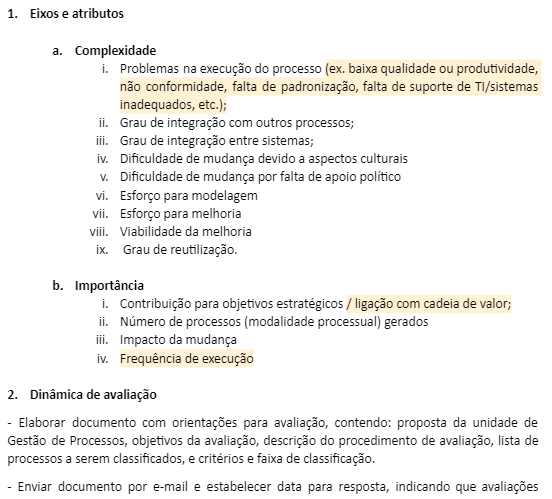 1. Eixos e atributos
a. Complexidade
i. Problemas na execução do processo (ex. baixa qualidade ou produtividade,
não conformidade, falta de padronização, falta de suporte de TI/sistemas
inadequados, etc.);
ii. Grau de integração com outros processos;
iii. Grau de integração entre sistemas;
iv. Dificuldade de mudança devido a aspectos culturais
v. Dificuldade de mudança por falta de apoio político
vi. Esforço para modelagem
vii. Esforço para melhoria
viii. Viabilidade da melhoria
ix. Grau de reutilização.
b. Importância
i. Contribuição para objetivos estratégicos / ligação com cadeia de valor;
ii. Número de processos (modalidade processual) gerados
iii. Impacto da mudança
iv. Frequência de execução
2. Dinâmica de avaliação
- Elaborar documento com orientações para avaliação, contendo: proposta da unidade de
Gestão de Processos, objetivos da avaliação, descrição do procedimento de avaliação, lista de
processos a serem classificados, e critérios e faixa de classificação.
- Enviar documento por e-mail e estabelecer data para resposta, indicando que avaliações